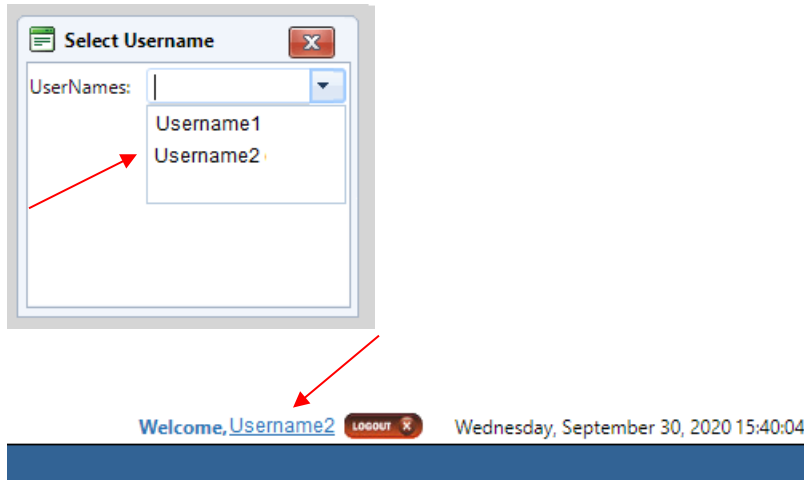 Select Username
UserNames:
Username1
Username2
Welcome, Username2 LOGOUT X Wednesday, September 30, 2020 15:40:04